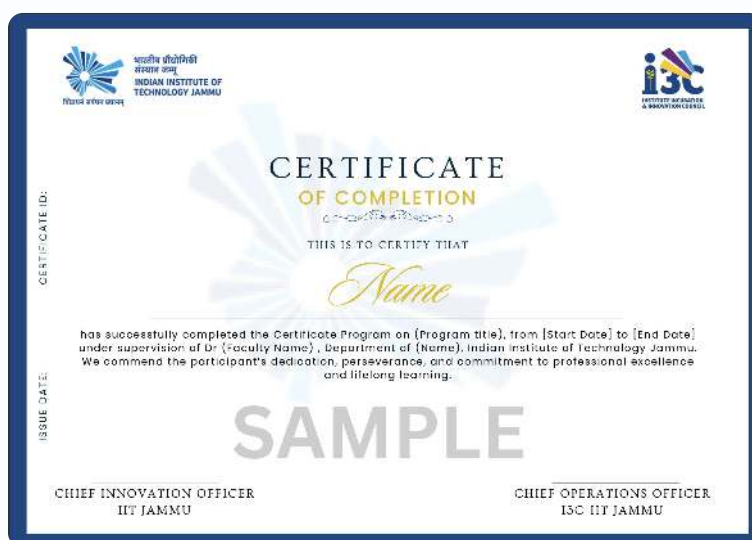 भारतीय प्रौद्योगिकी
संस्थान जम्मू
INDIAN INSTITUTE OF
TECHNOLOGY JAMMU
i3C
INSTITUTE INCUBATION
& INNOVATION COUNCIL
CERTIFICATE
OF COMPLETION
THIS IS TO CERTIFY THAT
Name
CERTIFICATE ID:
has successfully completed the Certificate Program on (Program title), from [Start Date] to [End Date]
under supervision of Dr (Faculty Name) , Department of (Name), Indian Institute of Technology Jammu.
We commend the participant's dedication, perseverance, and commitment to professional excellence
and lifelong learning.
ISSUE DATE:
SAMPLE
CHIEF INNOVATION OFFICER
IIT JAMMU
CHIEF OPERATIONS OFFICER
I3C IIT JAMMU